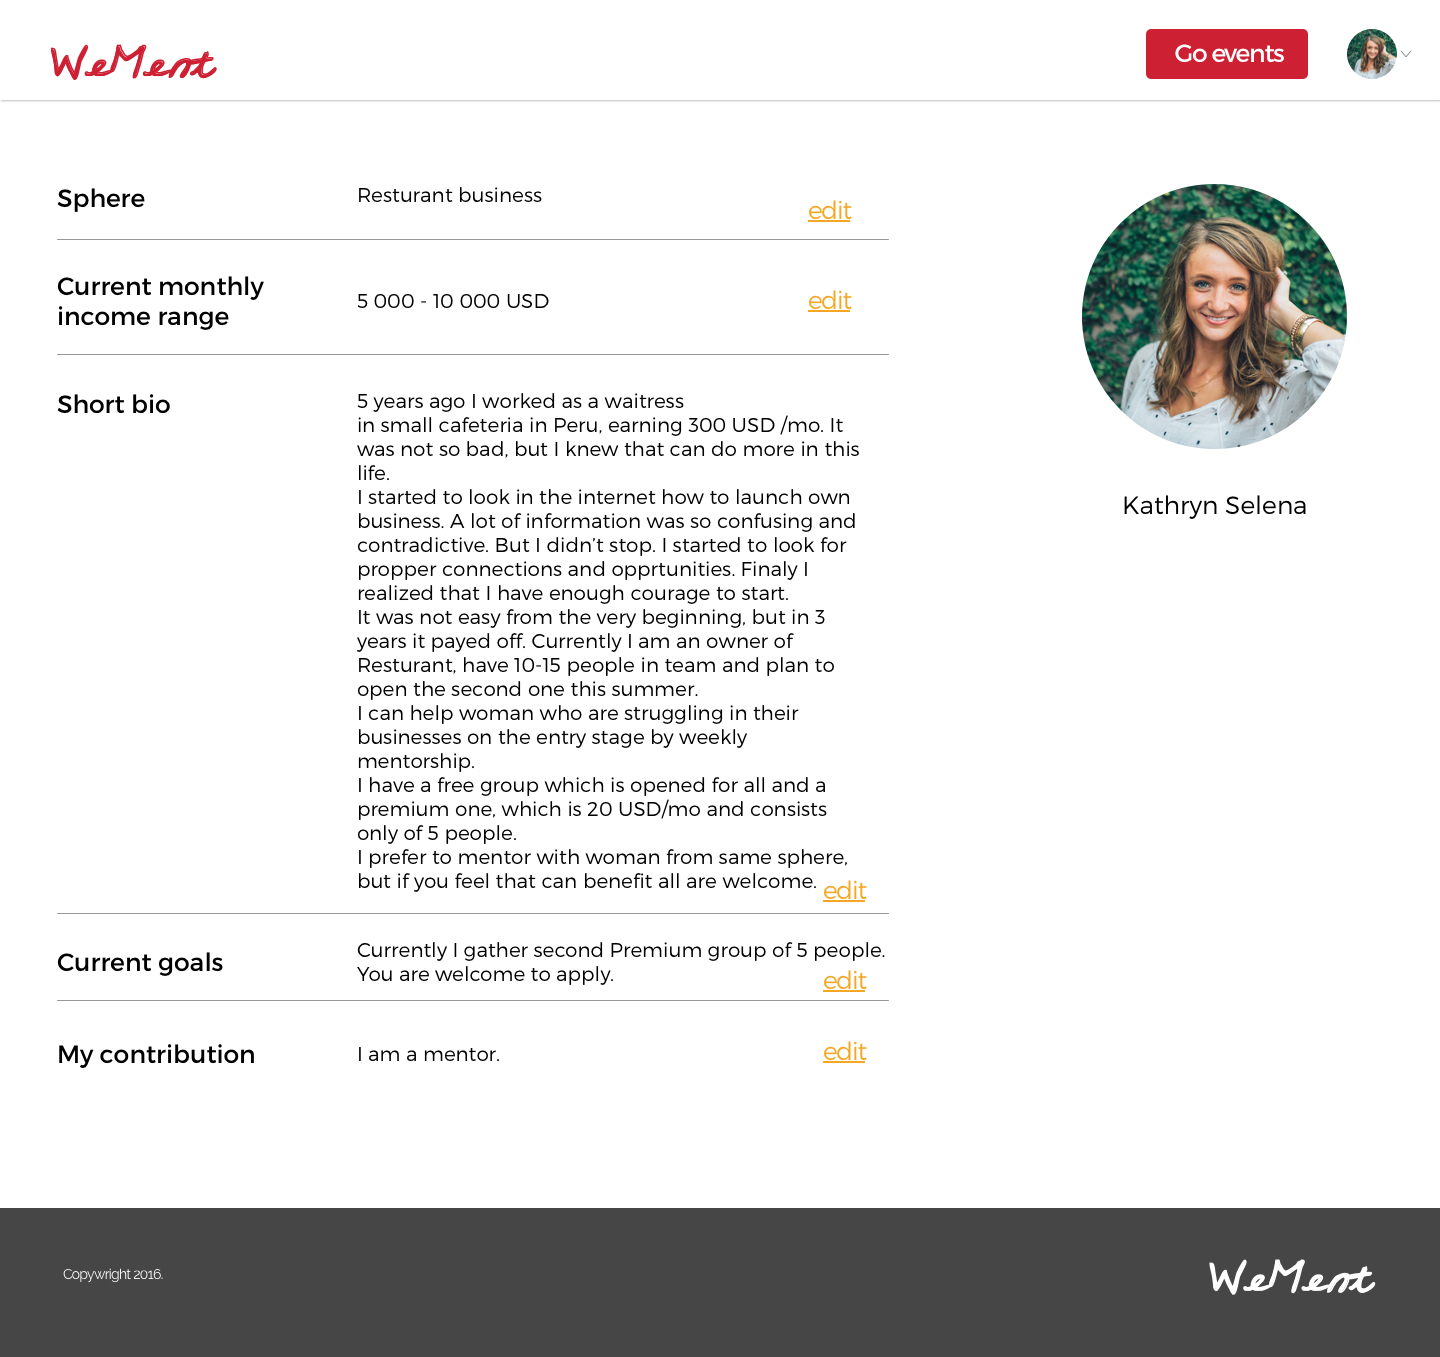 WeMent
Go events
Sphere
Resturant business
edit
Current monthly
income range
5 000 - 10 000 USD
edit
Short bio
5 years ago I worked as a waitress
in small cafeteria in Peru, earning 300 USD /mo. It
was not so bad, but I knew that can do more in this
life.
I started to look in the internet how to launch own
business. A lot of information was so confusing and
contradictive. But I didn’t stop. I started to look for
propper connections and opprtunities. Finaly I
realized that I have enough courage to start.
It was not easy from the very beginning, but in 3
years it payed off. Currently I am an owner of
Resturant, have 10-15 people in team and plan to
open the second one this summer.
I can help woman who are struggling in their
businesses on the entry stage by weekly
mentorship.
I have a free group which is opened for all and a
premium one, which is 20 USD/mo and consists
only of 5 people.
I prefer to mentor with woman from same sphere,
but if you feel that can benefit all are welcome.
edit
Current goals
Currently I gather second Premium group of 5 people.
You are welcome to apply.
edit
My contribution
I am a mentor.
edit
Kathryn Selena
Copywright 2016.
WeMent